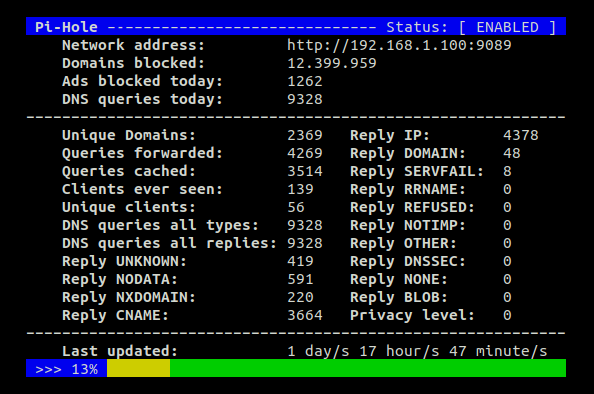 Pi-Hole ------------------------------ Status: [ ENABLED ]
Network address: http://192.168.1.100:9089
Domains blocked: 12.399.959
Ads blocked today: 1262
DNS queries today: 9328
------------------------------------------------------------
Unique Domains: 2369 Reply IP: 4378
Queries forwarded: 4269 Reply DOMAIN: 48
Queries cached: 3514 Reply SERVFAIL: 8
Clients ever seen: 139 Reply RRNAME: 0
Unique clients: 56 Reply REFUSED: 0
DNS queries all types: 9328 Reply NOTIMP: 0
DNS queries all replies: 9328 Reply OTHER: 0
Reply UNKNOWN: 419 Reply DNSSEC: 0
Reply NODATA: 591 Reply NONE: 0
Reply NXDOMAIN: 220 Reply BLOB: 0
Reply CNAME: 3664 Privacy level: 0
------------------------------------------------------------
Last updated: 1 day/s 17 hour/s 47 minute/s
>>> 13%